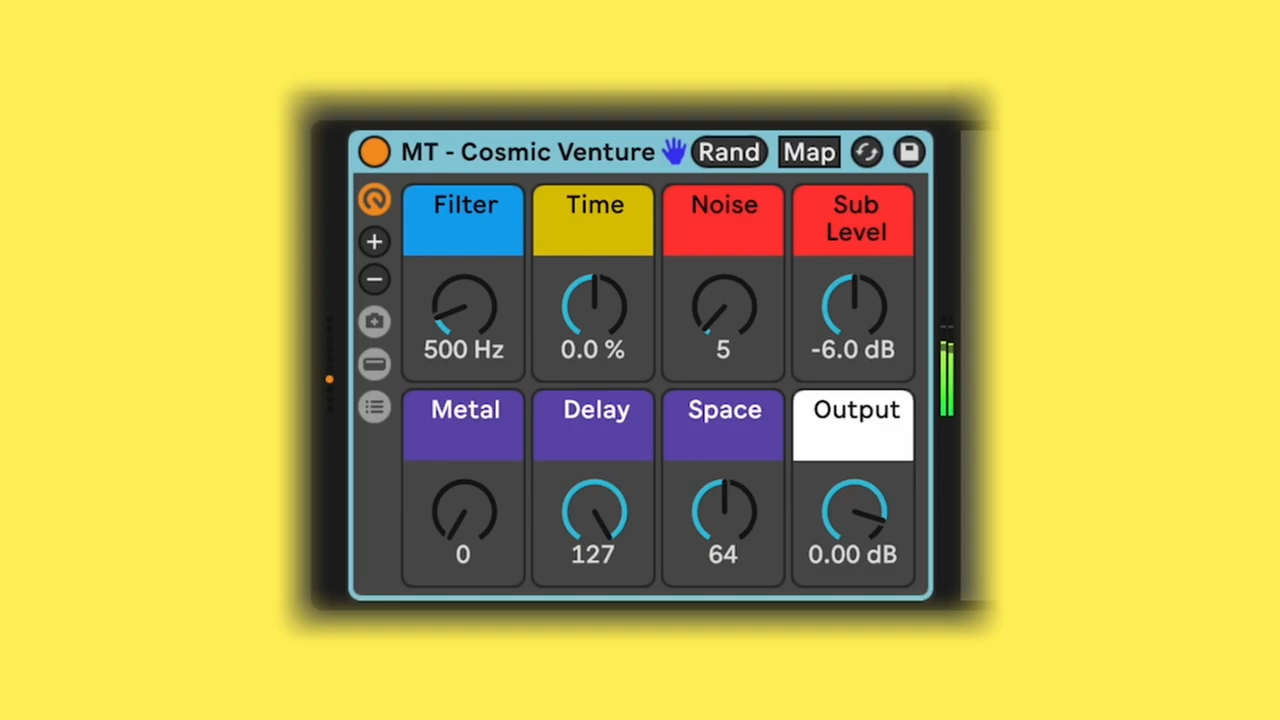 MT - Cosmic Venture Rand Map
Filter Time Noise Sub
Level
500 Hz 0.0 % 5 -6.0 dB
Metal Delay Space Output
0 127 64 0.00 dB